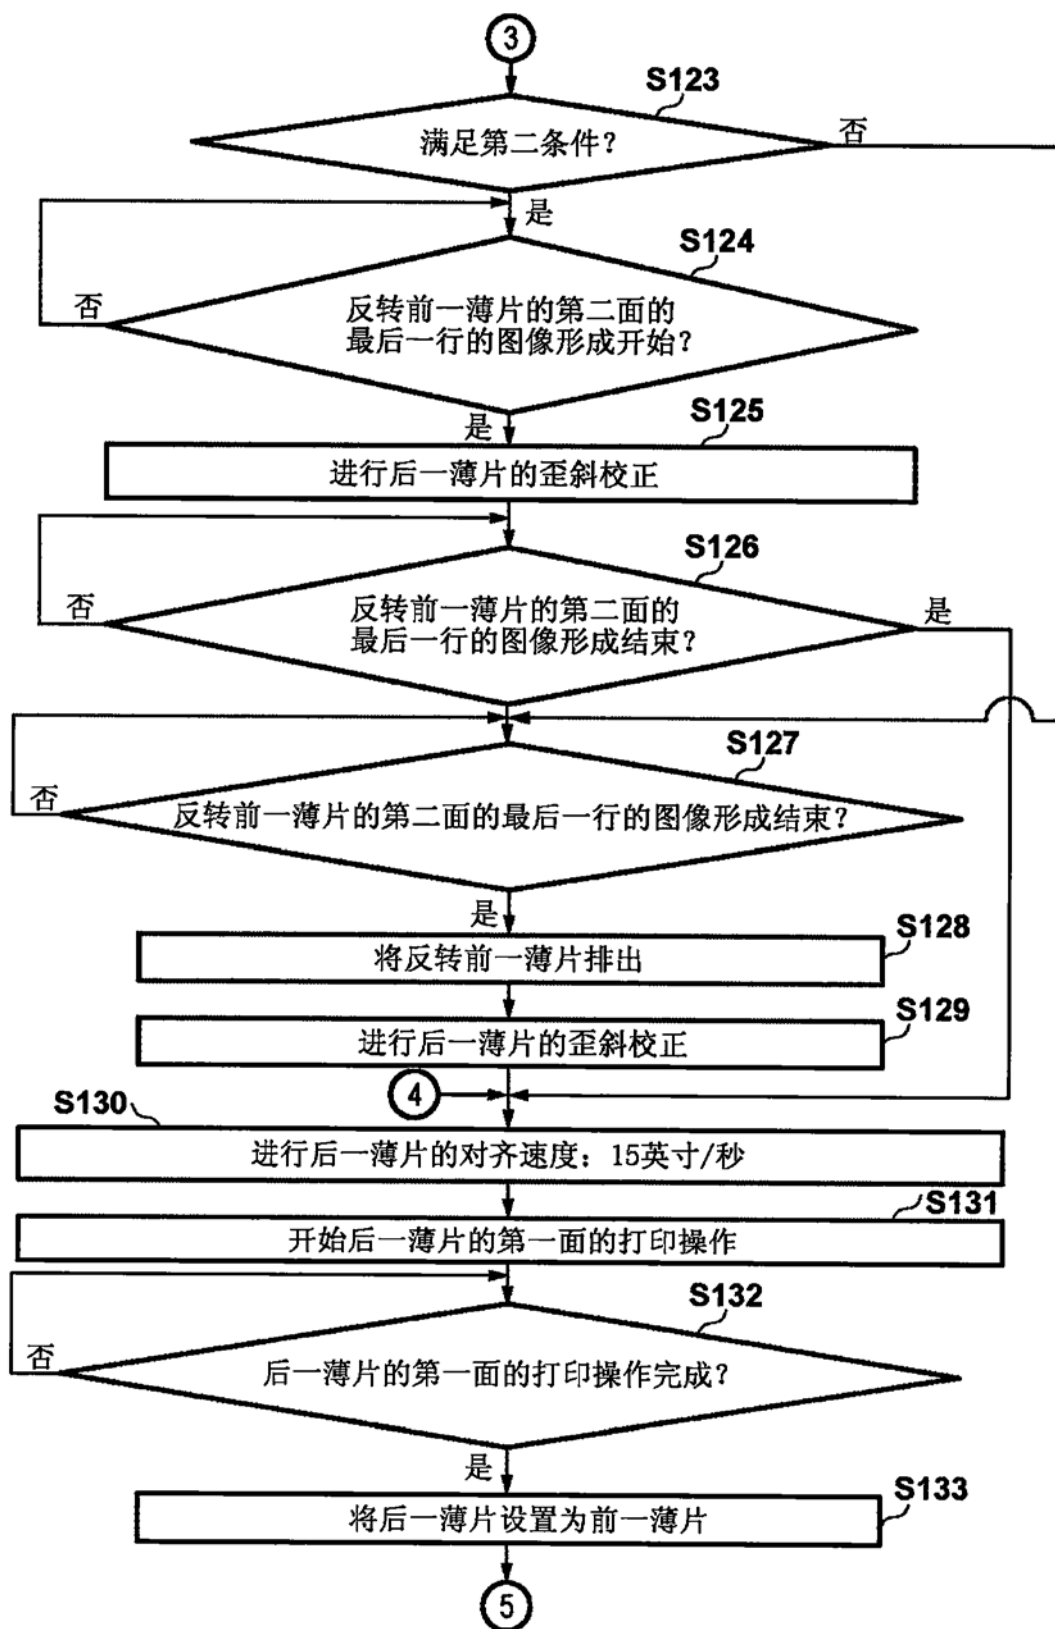 3
S123
满足第二条件？
否
是
S124
反转前一薄片的第二面的
最后一行的图像形成开始？
否
是
S125
进行后一薄片的歪斜校正
S126
反转前一薄片的第二面的
最后一行的图像形成结束？
否
是
S127
反转前一薄片的第二面的最后一行的图像形成结束？
否
是
S128
将反转前一薄片排出
S129
进行后一薄片的歪斜校正
4
S130
进行后一薄片的对齐速度：15英寸/秒
S131
开始后一薄片的第一面的打印操作
S132
后一薄片的第一面的打印操作完成？
否
是
S133
将后一薄片设置为前一薄片
5